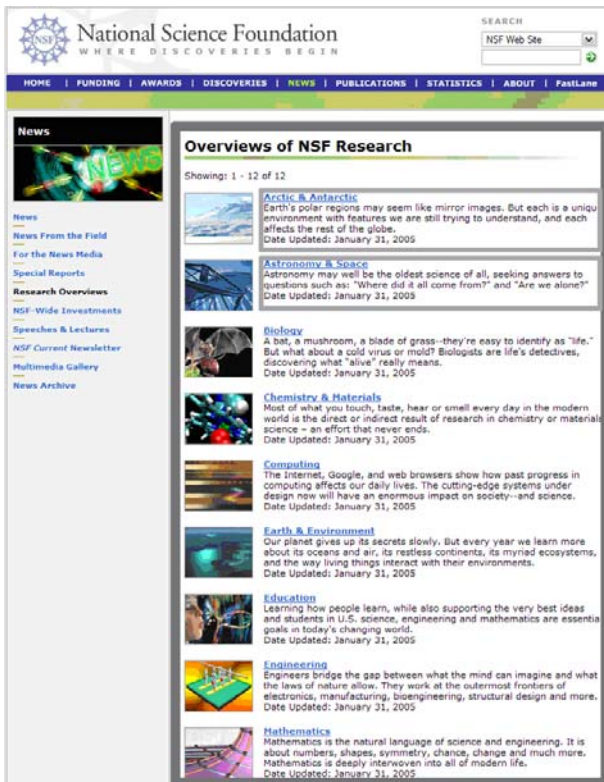 National Science Foundation
WHERE DISCOVERIES BEGIN
SEARCH
NSF Web Site
HOME | FUNDING | AWARDS | DISCOVERIES | NEWS | PUBLICATIONS | STATISTICS | ABOUT | FastLane
News
NEWS
News
News From the Field
For the News Media
Special Reports
Research Overviews
NSF-Wide Investments
Speeches & Lectures
NSF Current Newsletter
Multimedia Gallery
News Archive
Overviews of NSF Research
Showing: 1 - 12 of 12
Arctic & Antarctic
Earth's polar regions may seem like mirror images. But each is a uniqu
environment with features we are still trying to understand, and each
affects the rest of the globe.
Date Updated: January 31, 2005
Astronomy & Space
Astronomy may well be the oldest science of all, seeking answers to
questions such as: "Where did it all come from?" and "Are we alone?"
Date Updated: January 31, 2005
Biology
A bat, a mushroom, a blade of grass--they're easy to identify as "life."
But what about a cold virus or mold? Biologists are life's detectives,
discovering what "alive" really means.
Date Updated: January 31, 2005
Chemistry & Materials
Most of what you touch, taste, hear or smell every day in the modern
world is the direct or indirect result of research in chemistry or materials
science – an effort that never ends.
Date Updated: January 31, 2005
Computing
The Internet, Google, and web browsers show how past progress in
computing affects our daily lives. The cutting-edge systems under
design now will have an enormous impact on society--and science.
Date Updated: January 31, 2005
Earth & Environment
Our planet gives up its secrets slowly. But every year we learn more
about its oceans and air, its restless continents, its myriad ecosystems,
and the way living things interact with their environments.
Date Updated: January 31, 2005
Education
Learning how people learn, while also supporting the very best ideas
and students in U.S. science, engineering and mathematics are essentia
goals in today's changing world.
Date Updated: January 31, 2005
Engineering
Engineers bridge the gap between what the mind can imagine and what
the laws of nature allow. They work at the outermost frontiers of
electronics, manufacturing, bioengineering, structural design and more.
Date Updated: January 31, 2005
Mathematics
Mathematics is the natural language of science and engineering. It is
about numbers, shapes, symmetry, chance, change and much more.
Mathematics is deeply interwoven into all of modern life.
Date Updated: January 31, 2005